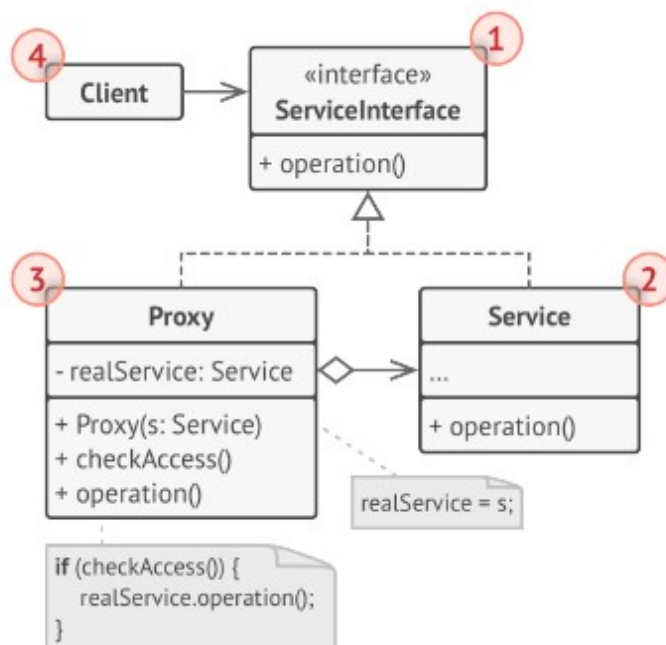 4
Client
1
«interface»
ServiceInterface
+ operation()
3
Proxy
- realService: Service
+ Proxy(s: Service)
+ checkAccess()
+ operation()
2
Service
...
+ operation()
realService = s;
if (checkAccess()) {
realService.operation();
}